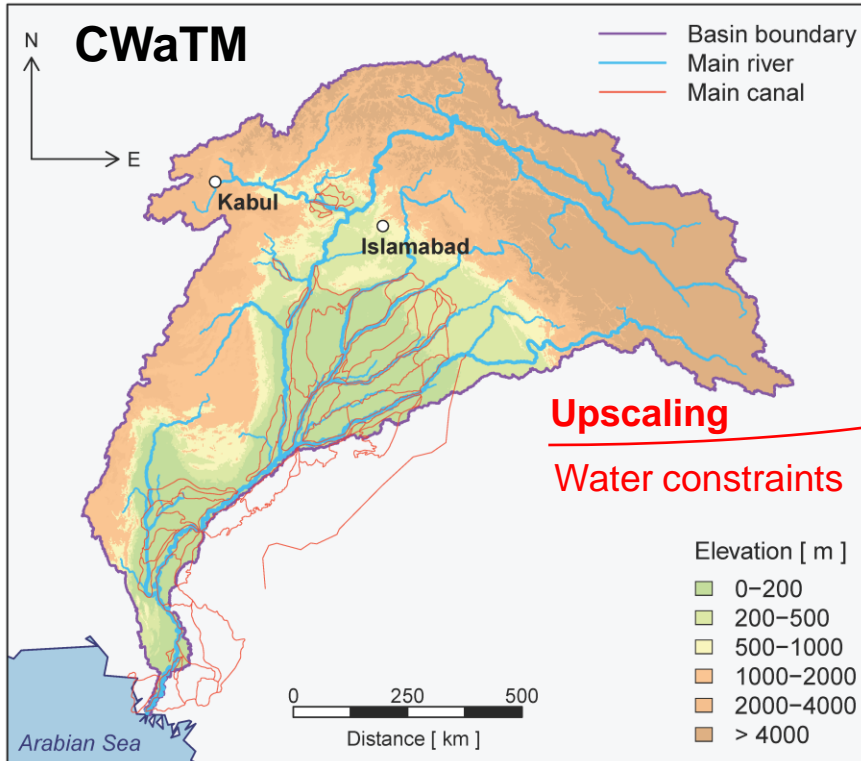 CWaTM
N
E
Basin boundary
Main river
Main canal
Kabul
Islamabad
Upscaling
Water constraints
Elevation [ m ]
0−200
200−500
500−1000
1000−2000
2000−4000
> 4000
0 250 500
Distance [ km ]
Arabian Sea